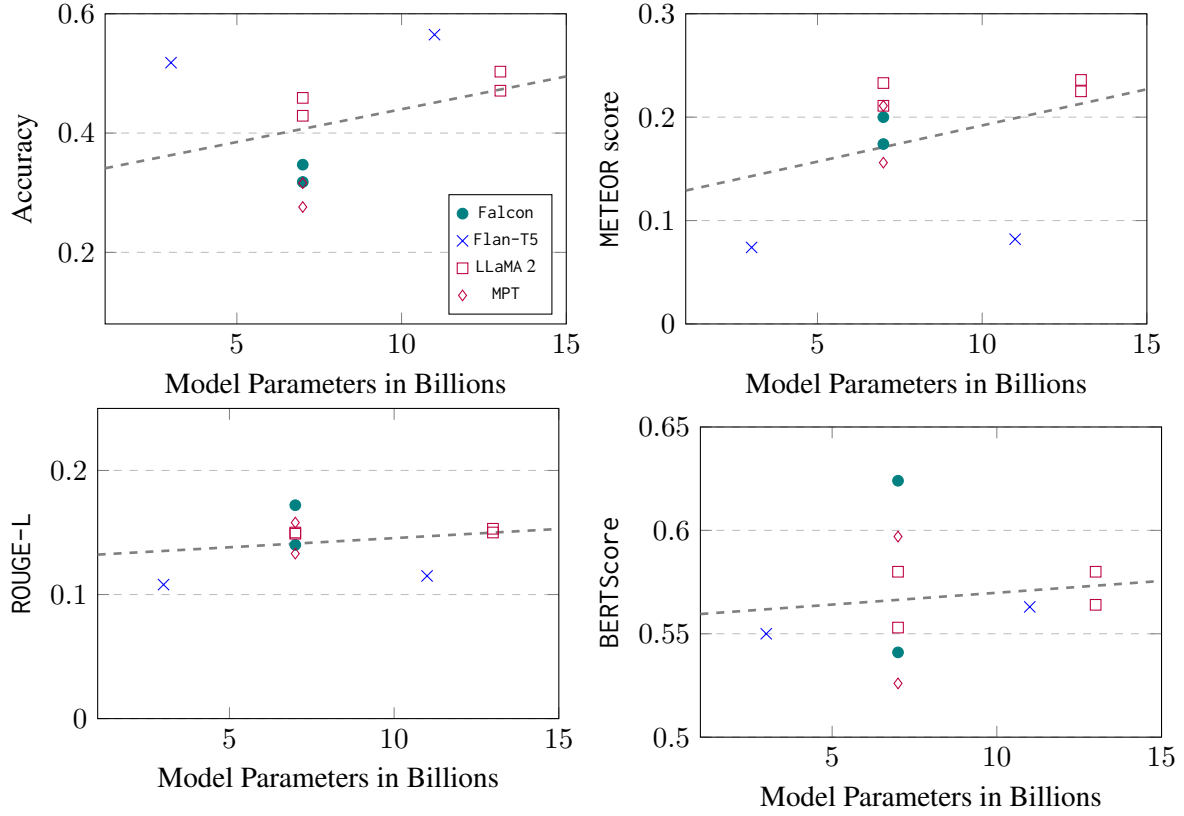 0.6
0.4
0.2
Accuracy
Falcon
Flan-T5
LLaMA 2
MPT
5
10
15
Model Parameters in Billions
0.3
0.2
0.1
0
METEOR score
5
10
15
Model Parameters in Billions
0.2
0.1
0
ROUGE-L
5
10
15
Model Parameters in Billions
0.65
0.6
0.55
0.5
BERTScore
5
10
15
Model Parameters in Billions